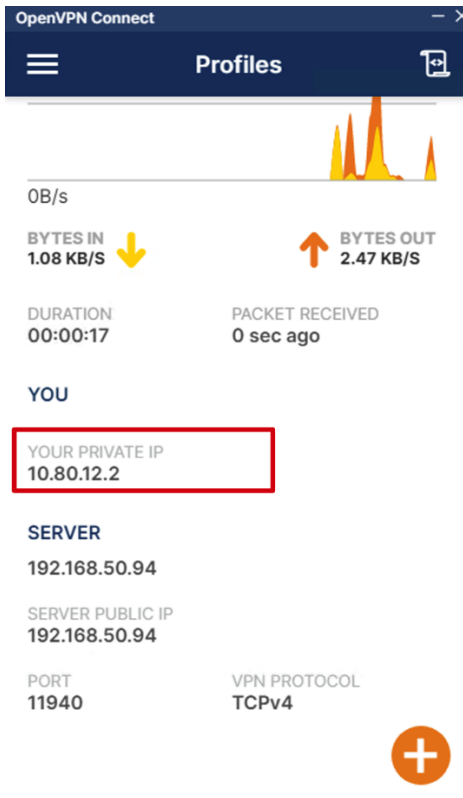 OpenVPN Connect
Profiles
0B/s
BYTES IN
1.08 KB/S
BYTES OUT
2.47 KB/S
DURATION
00:00:17
PACKET RECEIVED
0 sec ago
YOU
YOUR PRIVATE IP
10.80.12.2
SERVER
192.168.50.94
SERVER PUBLIC IP
192.168.50.94
PORT
11940
VPN PROTOCOL
TCPv4